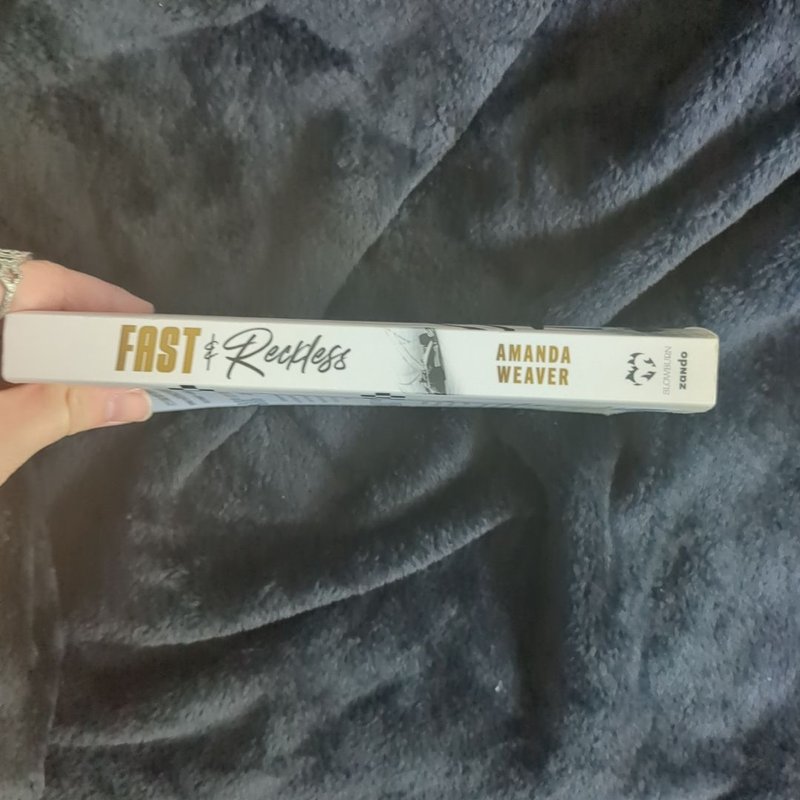 FAST & Reckless
AMANDA
WEAVER
SLOWBURN
zando